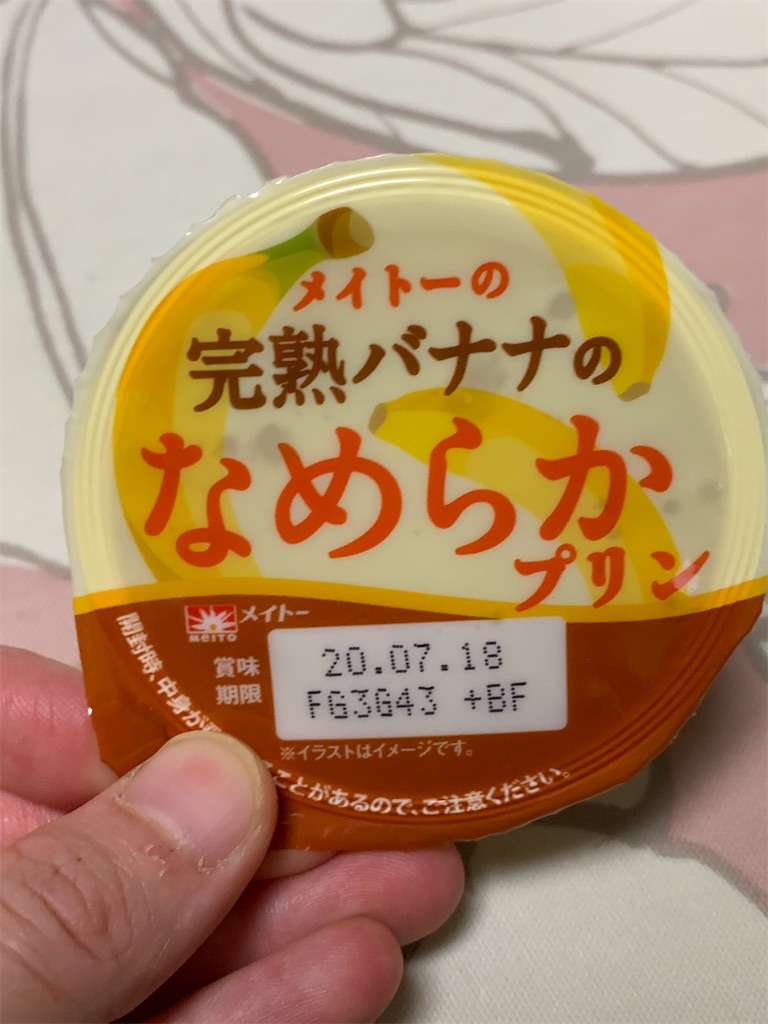 メイトーの
完熟バナナの
なめらか
プリン
MEITO
メイトー
賞味
期限
20.07.18
FG3G43 +BF
※イラストはイメージです。
開封時、中身が
ことがあるので、ご注意ください。